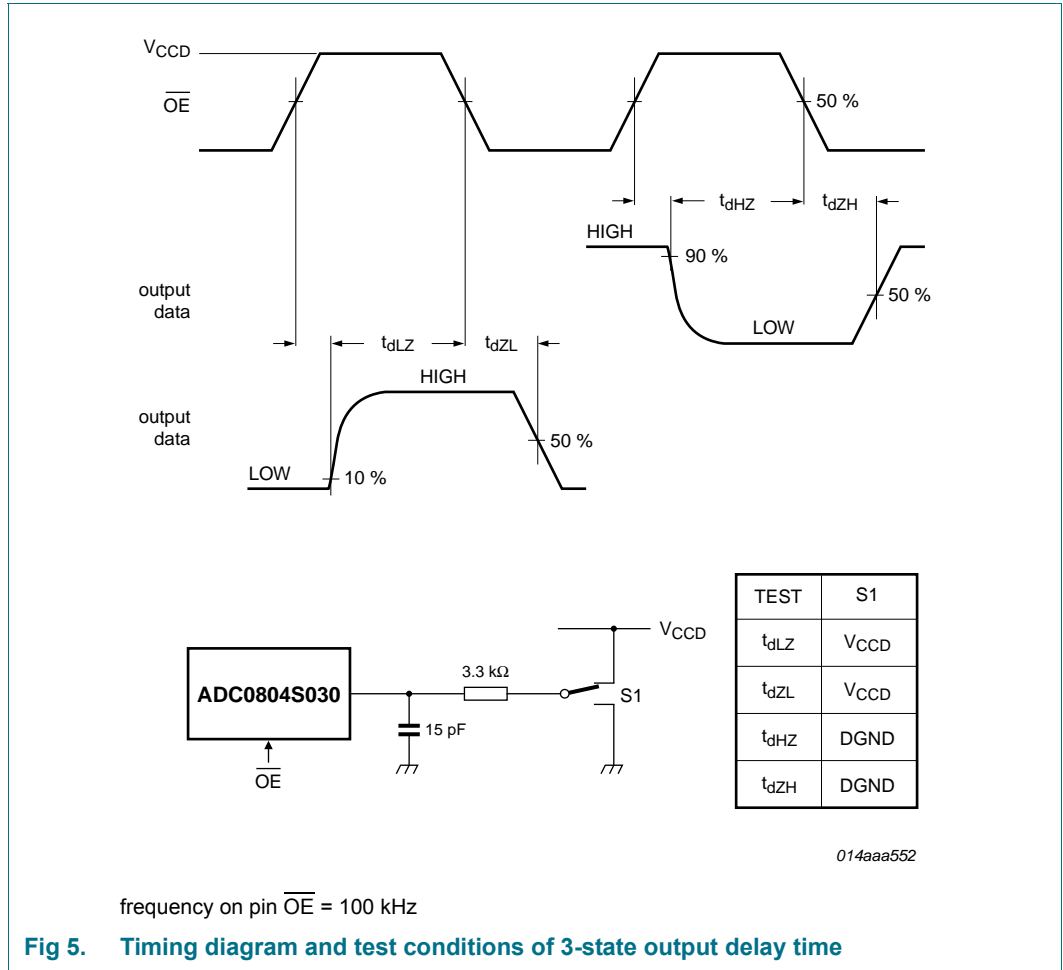 VCCD
OE
50 %
tdHZ
tdZH
HIGH
90 %
output
data
50 %
LOW
tdLZ
tdZL
HIGH
output
data
50 %
LOW
10 %
TEST S1
tdLZ VCCD
tdZL VCCD
tdHZ DGND
tdZH DGND
VCCD
3.3 kΩ
ADC0804S030
S1
15 pF
OE
014aaa552
frequency on pin OE = 100 kHz
Fig 5. Timing diagram and test conditions of 3-state output delay time